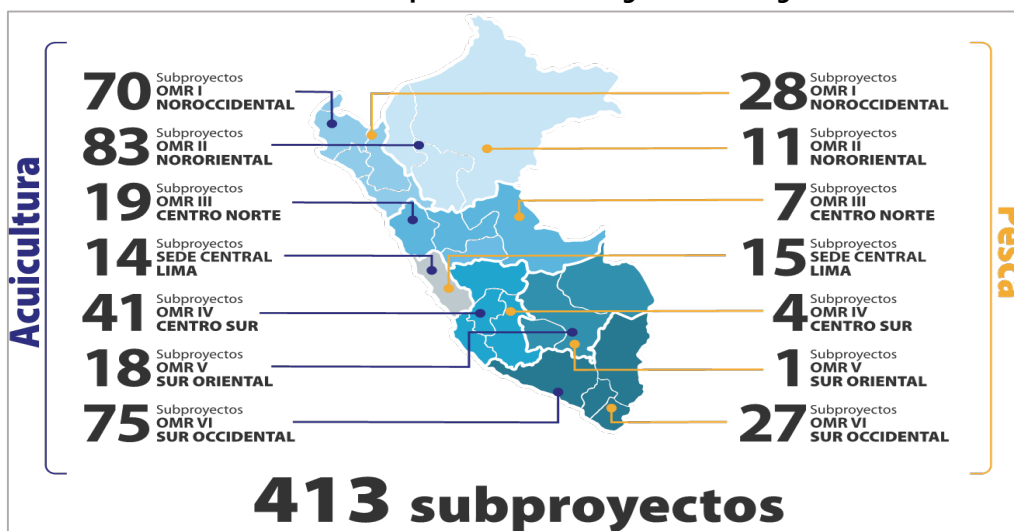 Acuicultura
70 Subproyectos
OMR I
NOROCCIDENTAL
83 Subproyectos
OMR II
NORORIENTAL
19 Subproyectos
OMR III
CENTRO NORTE
14 Subproyectos
SEDE CENTRAL
LIMA
41 Subproyectos
OMR IV
CENTRO SUR
18 Subproyectos
OMR V
SUR ORIENTAL
75 Subproyectos
OMR VI
SUR OCCIDENTAL
28 Subproyectos
OMR I
NOROCCIDENTAL
11 Subproyectos
OMR II
NORORIENTAL
7 Subproyectos
OMR III
CENTRO NORTE
15 Subproyectos
SEDE CENTRAL
LIMA
4 Subproyectos
OMR IV
CENTRO SUR
1 Subproyectos
OMR V
SUR ORIENTAL
27 Subproyectos
OMR VI
SUR OCCIDENTAL
Pesca
413 subproyectos